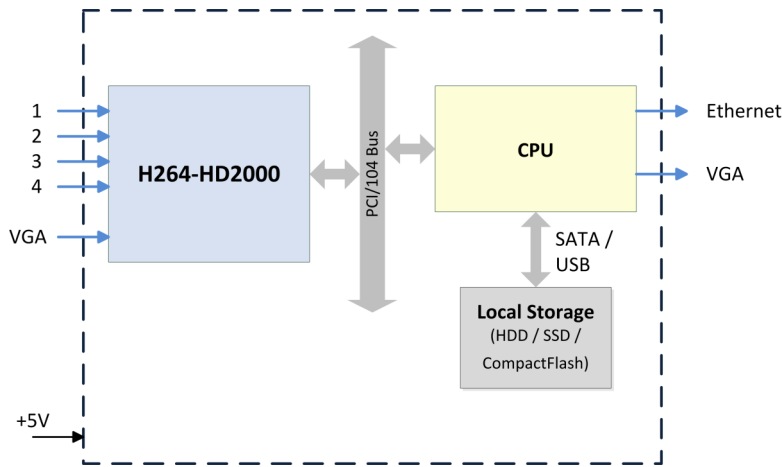 1
2
3
4
VGA
H264-HD2000
PCI/104 Bus
CPU
Ethernet
VGA
SATA /
USB
Local Storage
(HDD / SSD /
CompactFlash)
+5V